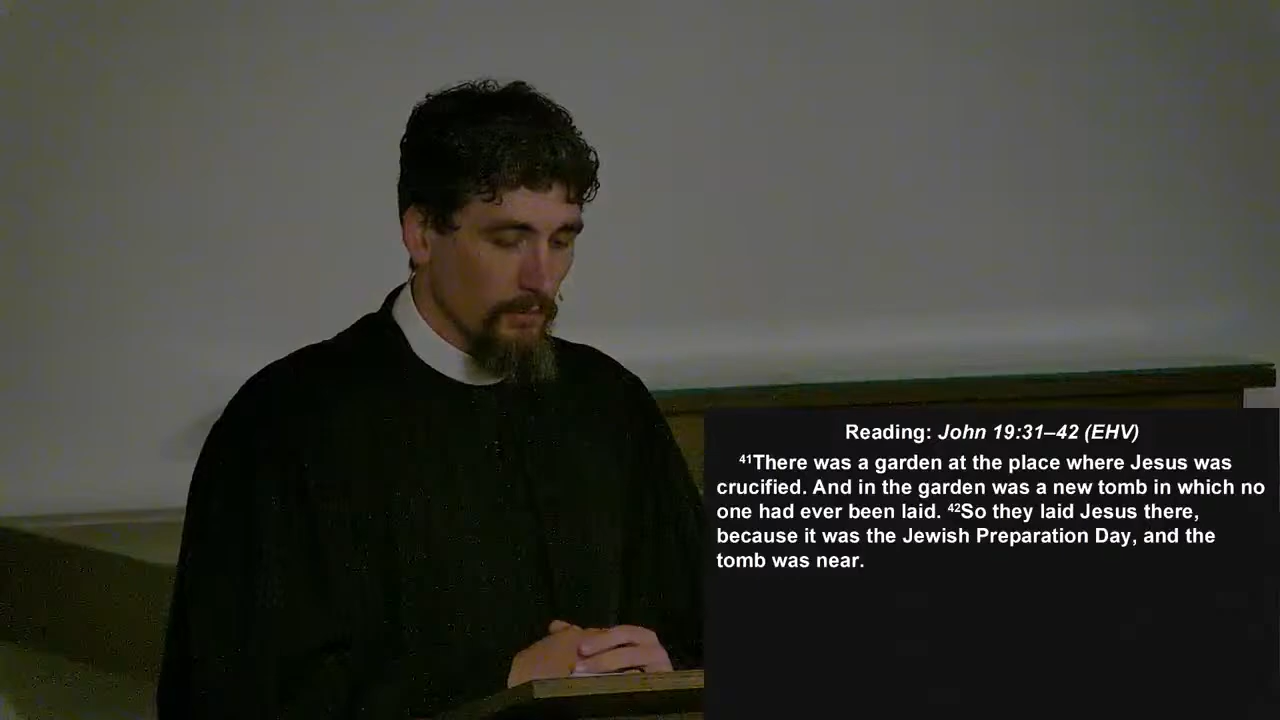 Reading: John 19:31–42 (EHV)
⁴¹There was a garden at the place where Jesus was
crucified. And in the garden was a new tomb in which no
one had ever been laid. ⁴²So they laid Jesus there,
because it was the Jewish Preparation Day, and the
tomb was near.